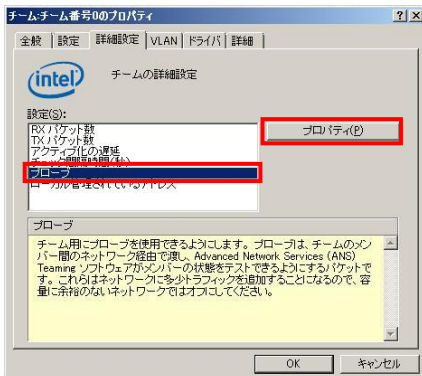 チーム:チーム番号0のプロパティ
全般 設定 詳細設定 VLAN ドライバ 詳細
intel チームの詳細設定
設定(S):
RXパケット数
TXパケット数
アクティブ化の遅延
チェック間隔時間(秒)
プローブ
ローカル管理されているアドレス
プロパティ(P)
プローブ
チーム用にプローブを使用できるようにします。プローブは、チームのメン
バー間のネットワーク経由で渡し、Advanced Network Services (ANS)
Teaming ソフトウェアがメンバーの状態をテストできるようにするパケットで
す。これらはネットワークに多少トラフィックを追加することになるので、容
量に余裕のないネットワークではオフにしてください。
OK キャンセル